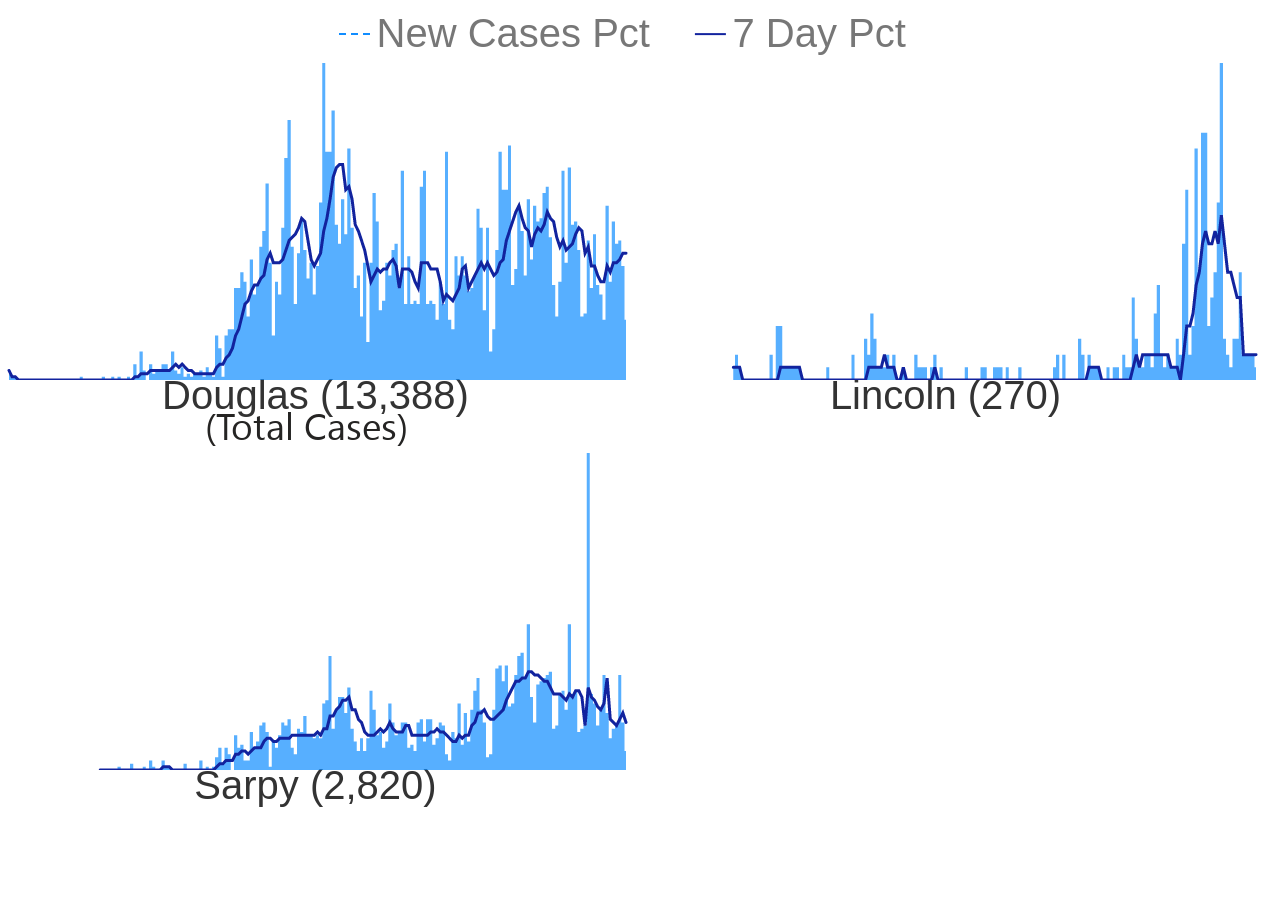 New Cases Pct 7 Day Pct
Douglas (13,388)
(Total Cases)
Lincoln (270)
Sarpy (2,820)